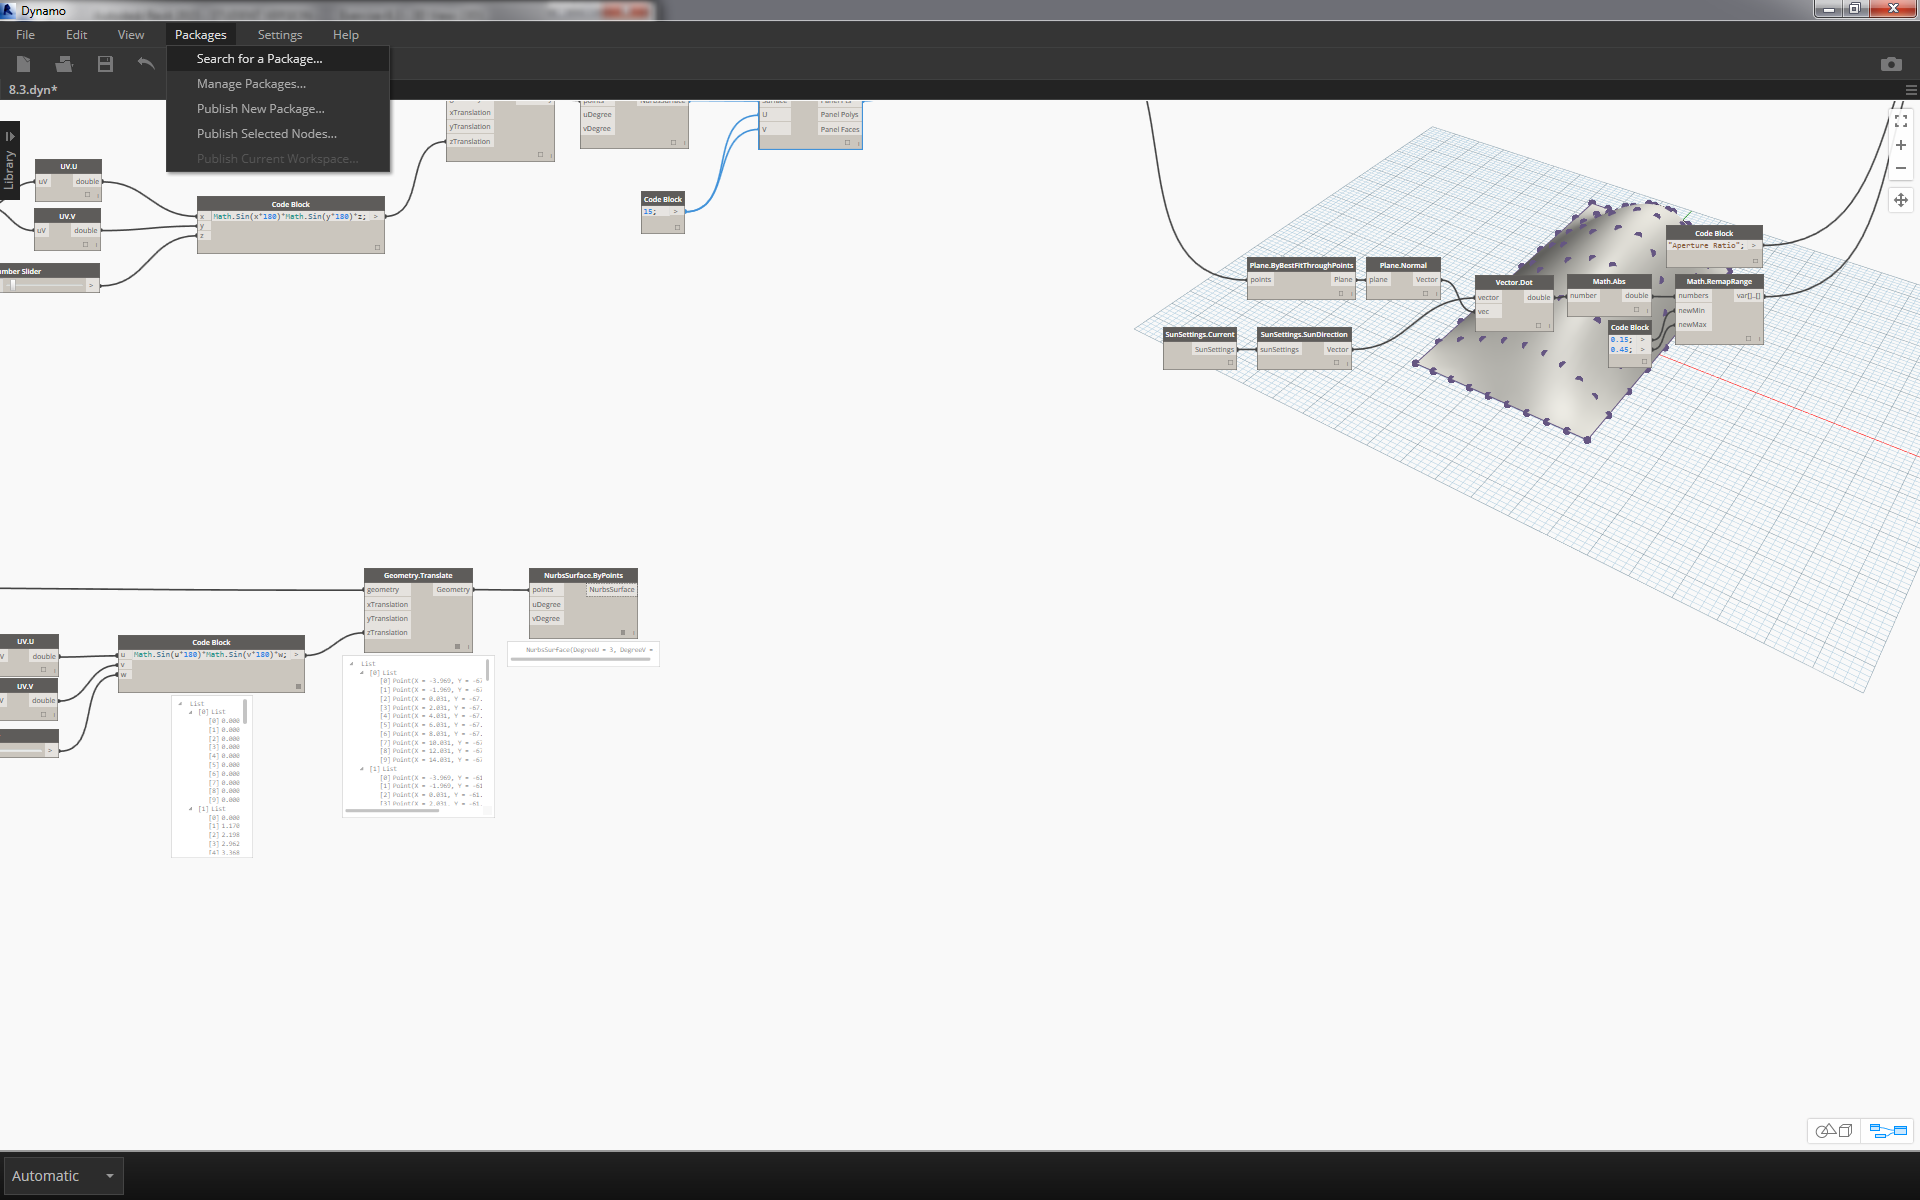 Dynamo
File Edit View Packages Settings Help
Search for a Package...
Manage Packages...
Publish New Package...
Publish Selected Nodes...
Publish Current Workspace...
8.3.dyn*
Library
xTranslation
yTranslation
zTranslation
NurbsSurface
uDegree
vDegree
Panel Pts
U Panel Polys
V Panel Faces
UV.U
uV double
UV.V
uV double
Code Block
x Math.Sin(x*180)*Math.Sin(y*180)*z; >
y
z
mber Slider
>
Code Block
15; >
Plane.ByBestFitThroughPoints
points Plane
Plane.Normal
plane Vector
SunSettings.Current
SunSettings
SunSettings.SunDirection
sunSettings Vector
Vector.Dot
vector double
vec
Math.Abs
number double
Code Block
"Aperture Ratio"; >
Math.RemapRange
numbers var[]..[]
newMin
newMax
Code Block
0.15; >
0.45; >
Geometry.Translate
geometry Geometry
xTranslation
yTranslation
zTranslation
NurbsSurface.ByPoints
points NurbsSurface
uDegree
vDegree
NurbsSurface(DegreeU = 3, DegreeV =
UV.U
V double
UV.V
V double
>
Code Block
u Math.Sin(u*180)*Math.Sin(v*180)*w; >
v
w
List
[0] List
[0] 0.000
[1] 0.000
[2] 0.000
[3] 0.000
[4] 0.000
[5] 0.000
[6] 0.000
[7] 0.000
[8] 0.000
[9] 0.000
[1] List
[0] 0.000
[1] 1.170
[2] 2.198
[3] 2.962
[4] 3.368
List
[0] List
[0] Point(X = -3.969, Y = -67
[1] Point(X = -1.969, Y = -67
[2] Point(X = 0.031, Y = -67.
[3] Point(X = 2.031, Y = -67.
[4] Point(X = 4.031, Y = -67.
[5] Point(X = 6.031, Y = -67.
[6] Point(X = 8.031, Y = -67.
[7] Point(X = 10.031, Y = -67
[8] Point(X = 12.031, Y = -67
[9] Point(X = 14.031, Y = -67
[1] List
[0] Point(X = -3.969, Y = -61
[1] Point(X = -1.969, Y = -61
[2] Point(X = 0.031, Y = -61.
[3] Point(X = 2.031, Y = -61.
Automatic